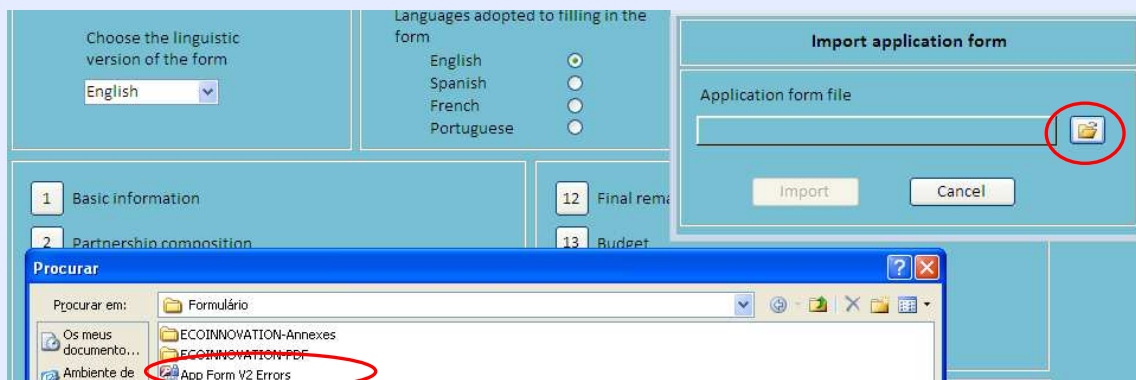 Choose the linguistic
version of the form
English
Languages adopted to filling in the
form
English
Spanish
French
Portuguese
Import application form
Application form file
Import
Cancel
1 Basic information
2 Partnership composition
12 Final rema
13 Budget
Procurar
Procurar em:
Formulário
Os meus
documento...
Ambiente de
ECOINNOVATION-Annexes
ECOINNOVATION-PDF
App Form V2 Errors